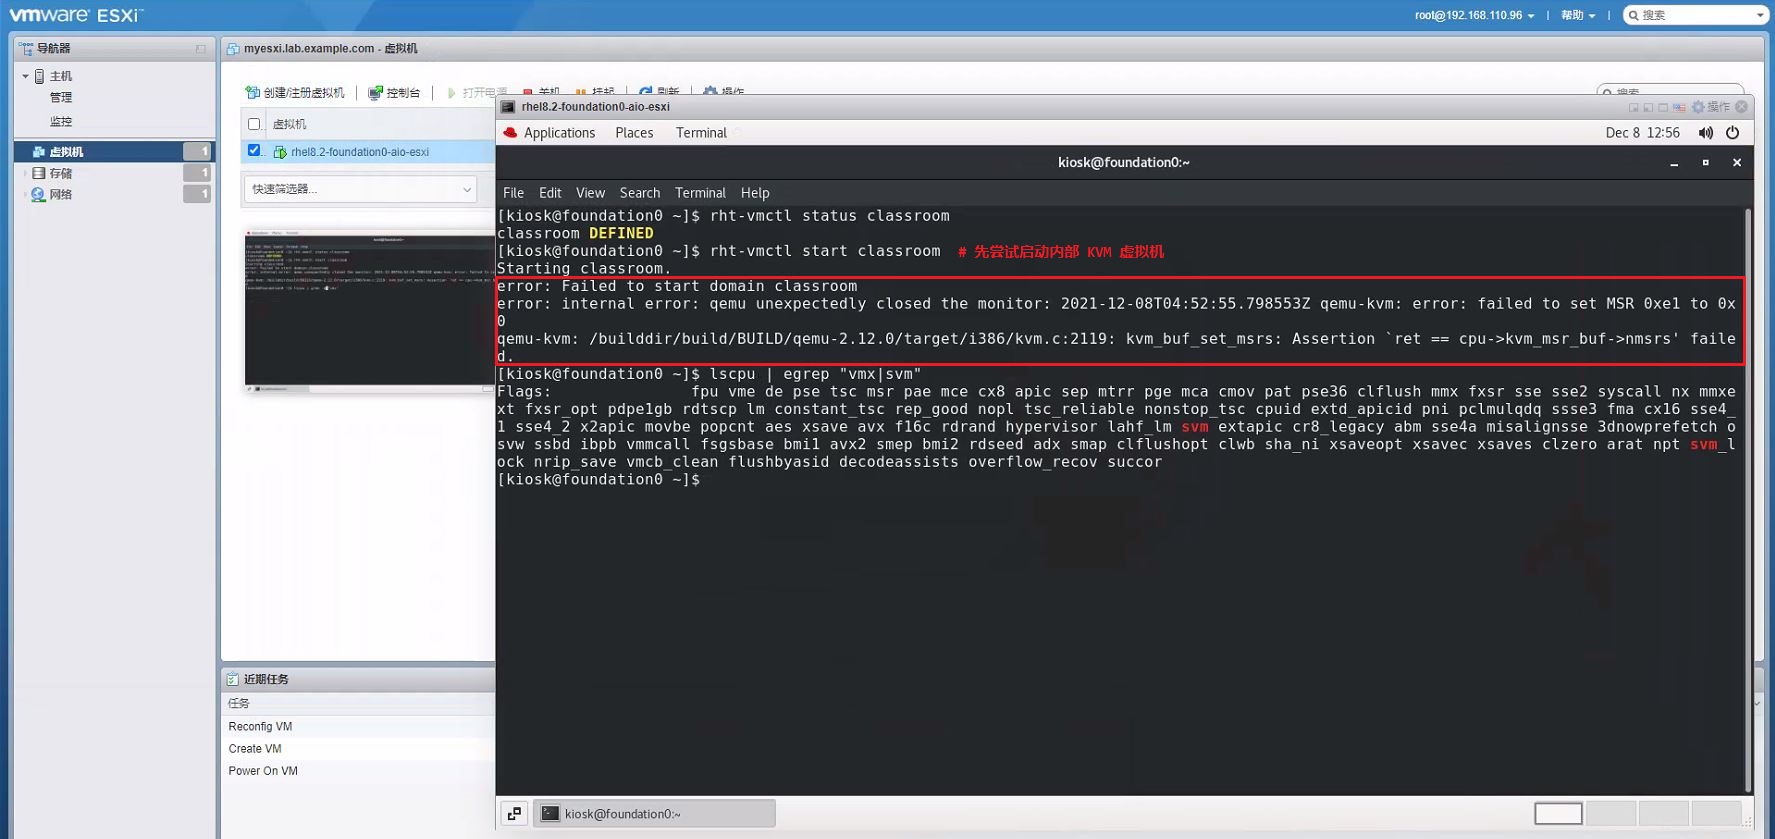 vmware ESXi™
root@192.168.110.96
帮助
搜索
导航器
主机
管理
监控
虚拟机
1
存储
1
网络
1
myesxi.lab.example.com - 虚拟机
创建/注册虚拟机
控制台
打开电源
关机
挂起
刷新
操作
搜索
虚拟机
rhel8.2-foundation0-aio-esxi
快速筛选器...
rhel8.2-foundation0-aio-esxi
操作
Applications Places Terminal
Dec 8 12:56
kiosk@foundation0:~
File Edit View Search Terminal Help
[kiosk@foundation0 ~]$ rht-vmctl status classroom
classroom DEFINED
[kiosk@foundation0 ~]$ rht-vmctl start classroom # 先尝试启动内部 KVM 虚拟机
Starting classroom.
error: Failed to start domain classroom
error: internal error: qemu unexpectedly closed the monitor: 2021-12-08T04:52:55.798553Z qemu-kvm: error: failed to set MSR 0xe1 to 0x
0
qemu-kvm: /builddir/build/BUILD/qemu-2.12.0/target/i386/kvm.c:2119: kvm_buf_set_msrs: Assertion `ret == cpu->kvm_msr_buf->nmsrs' faile
d.
[kiosk@foundation0 ~]$ lscpu | egrep "vmx|svm"
Flags: fpu vme de pse tsc msr pae mce cx8 apic sep mtrr pge mca cmov pat pse36 clflush mmx fxsr sse sse2 syscall nx mmxe
xt fxsr_opt pdpe1gb rdtscp lm constant_tsc rep_good nopl tsc_reliable nonstop_tsc cpuid extd_apicid pni pclmulqdq ssse3 fma cx16 sse4_
1 sse4_2 x2apic movbe popcnt aes xsave avx f16c rdrand hypervisor lahf_lm svm extapic cr8_legacy abm sse4a misalignsse 3dnowprefetch o
svw ssbd ibpb vmmcall fsgsbase bmi1 avx2 smep bmi2 rdseed adx smap clflushopt clwb sha_ni xsaveopt xsavec xsaves clzero arat npt svm_l
ock nrip_save vmcb_clean flushbyasid decodeassists overflow_recov succor
[kiosk@foundation0 ~]$
kiosk@foundation0:~
近期任务
任务
Reconfig VM
Create VM
Power On VM